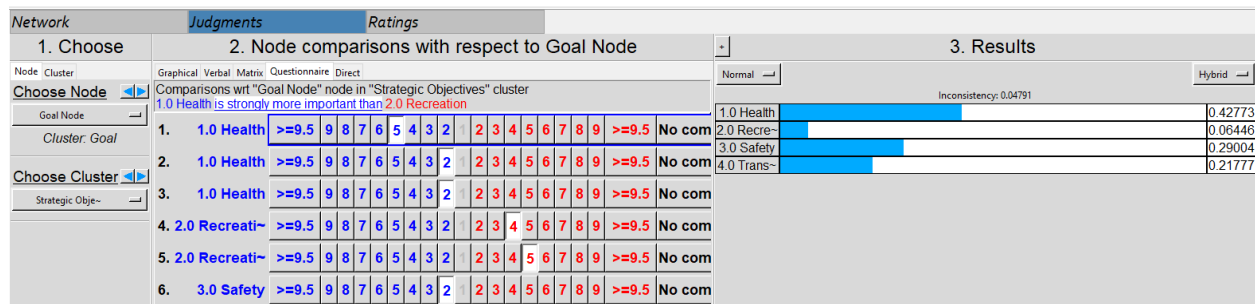 Network Judgments Ratings
1. Choose 2. Node comparisons with respect to Goal Node + 3. Results
Node Cluster Graphical Verbal Matrix Questionnaire Direct Normal Hybrid
Choose Node Comparisons wrt "Goal Node" node in "Strategic Objectives" cluster
1.0 Health is strongly more important than 2.0 Recreation
Inconsistency: 0.04791
Goal Node
Cluster: Goal
Choose Cluster
Strategic Obje~
1. 1.0 Health >=9.5 9 8 7 6 5 4 3 2 1 2 3 4 5 6 7 8 9 >=9.5 No com
2. 1.0 Health >=9.5 9 8 7 6 5 4 3 2 1 2 3 4 5 6 7 8 9 >=9.5 No com
3. 1.0 Health >=9.5 9 8 7 6 5 4 3 2 1 2 3 4 5 6 7 8 9 >=9.5 No com
4. 2.0 Recreati~ >=9.5 9 8 7 6 5 4 3 2 1 2 3 4 5 6 7 8 9 >=9.5 No com
5. 2.0 Recreati~ >=9.5 9 8 7 6 5 4 3 2 1 2 3 4 5 6 7 8 9 >=9.5 No com
6. 3.0 Safety >=9.5 9 8 7 6 5 4 3 2 1 2 3 4 5 6 7 8 9 >=9.5 No com
1.0 Health 0.42773
2.0 Recre~ 0.06446
3.0 Safety 0.29004
4.0 Trans~ 0.21777